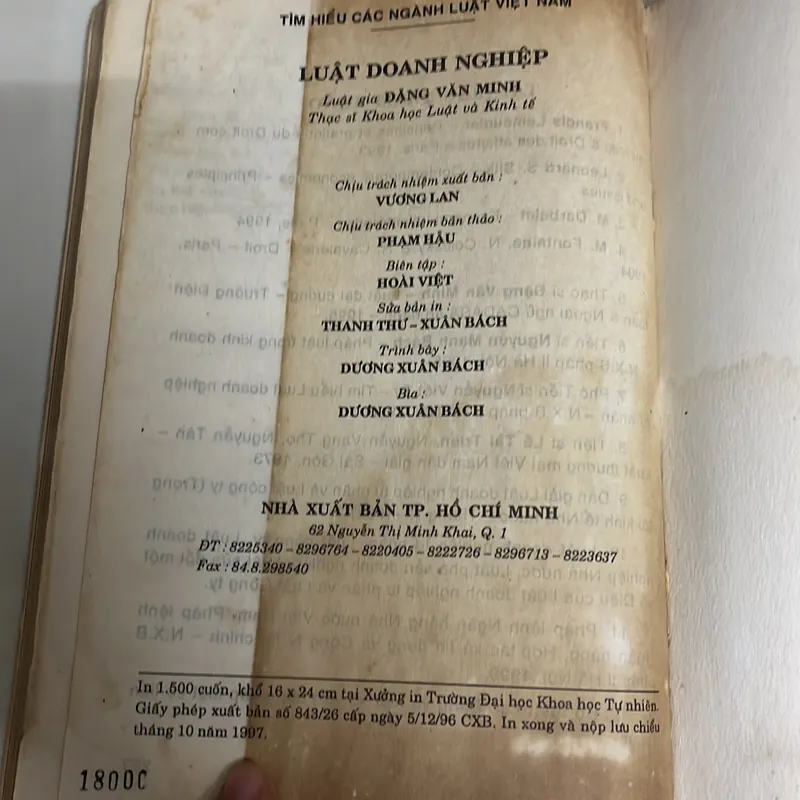 TÌM HIỂU CÁC NGÀNH LUẬT VIỆT NAM
LUẬT DOANH NGHIỆP
Luật gia ĐẶNG VĂN MINH
Thạc sĩ Khoa học Luật và Kinh tế
Chịu trách nhiệm xuất bản :
VƯƠNG LAN
Chịu trách nhiệm bản thảo :
PHẠM HẬU
Biên tập :
HOÀI VIỆT
Sửa bản in :
THANH THƯ – XUÂN BÁCH
Trình bày :
DƯƠNG XUÂN BÁCH
Bìa :
DƯƠNG XUÂN BÁCH
NHÀ XUẤT BẢN TP. HỒ CHÍ MINH
62 Nguyễn Thị Minh Khai, Q. 1
ĐT : 8225340 – 8296764 – 8220405 – 8222726 – 8296713 – 8223637
Fax : 84.8.298540
In 1.500 cuốn, khổ 16 x 24 cm tại Xưởng in Trường Đại học Khoa học Tự nhiên.
Giấy phép xuất bản số 843/26 cấp ngày 5/12/96 CXB. In xong và nộp lưu chiểu
tháng 10 năm 1997.
18000